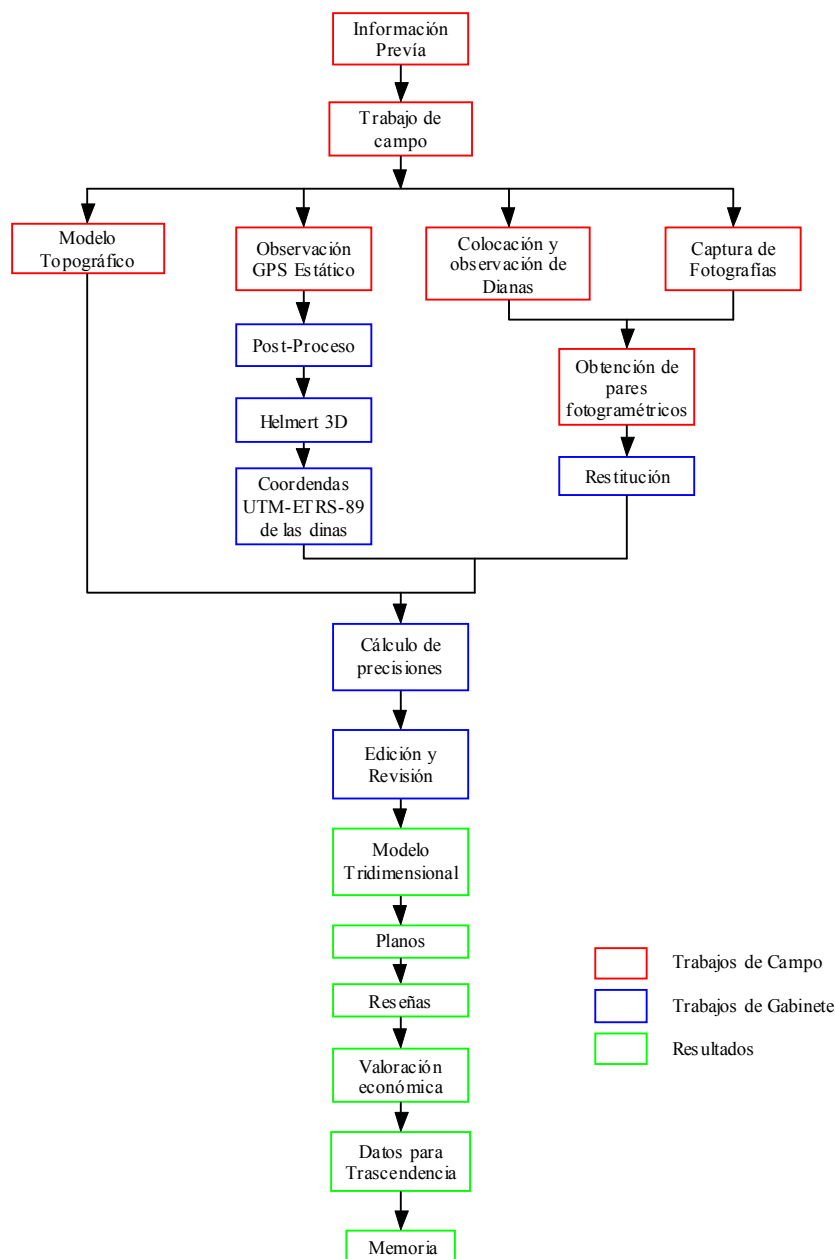 Información
Previa
Trabajo de
campo
Modelo
Topográfico
Observación
GPS Estático
Colocación y
observación de
Dianas
Captura de
Fotografías
Post-Proceso
Obtención de
pares
fotogramétricos
Helmert 3D
Restitución
Coordendas
UTM-ETRS-89
de las dinas
Cálculo de
precisiones
Edición y
Revisión
Modelo
Tridimensional
Planos
Reseñas
Valoración
económica
Datos para
Trascendencia
Memoria
Trabajos de Campo
Trabajos de Gabinete
Resultados